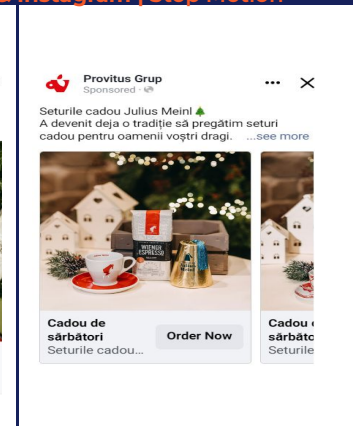 & Instagram | Stop Motion
Provitus Grup
Sponsored ·
Seturile cadou Julius Meinl
A devenit deja o tradiție să pregătim seturi
cadou pentru oamenii voștri dragi. ...see more
WIENER
ESPRESSO
Cadou de
sărbători
Seturile cadou...
Order Now
Cadou
sărbăto
Seturile